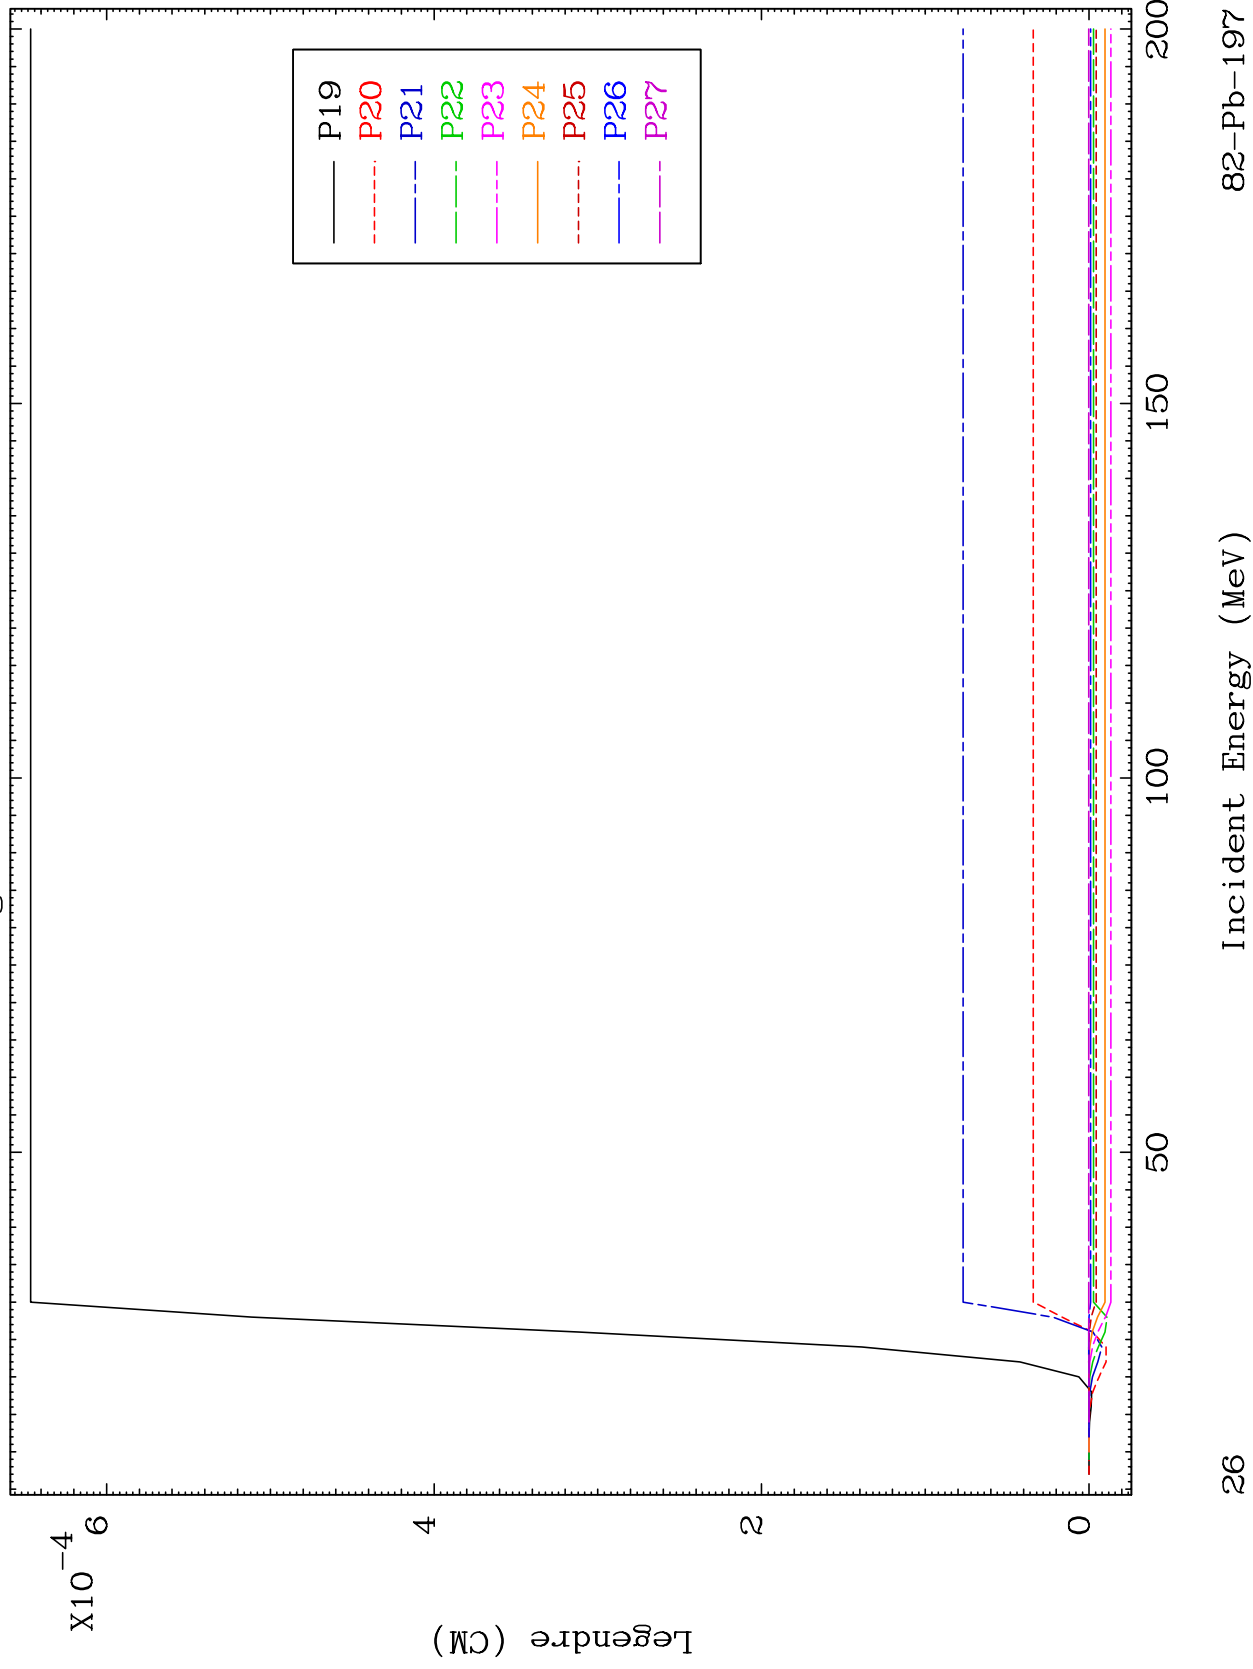 X10-4
6
4
2
0
Legendre (CM)
P19
P20
P21
P22
P23
P24
P25
P26
P27
50
100
150
200
Incident Energy (MeV)
26
82-Pb-197